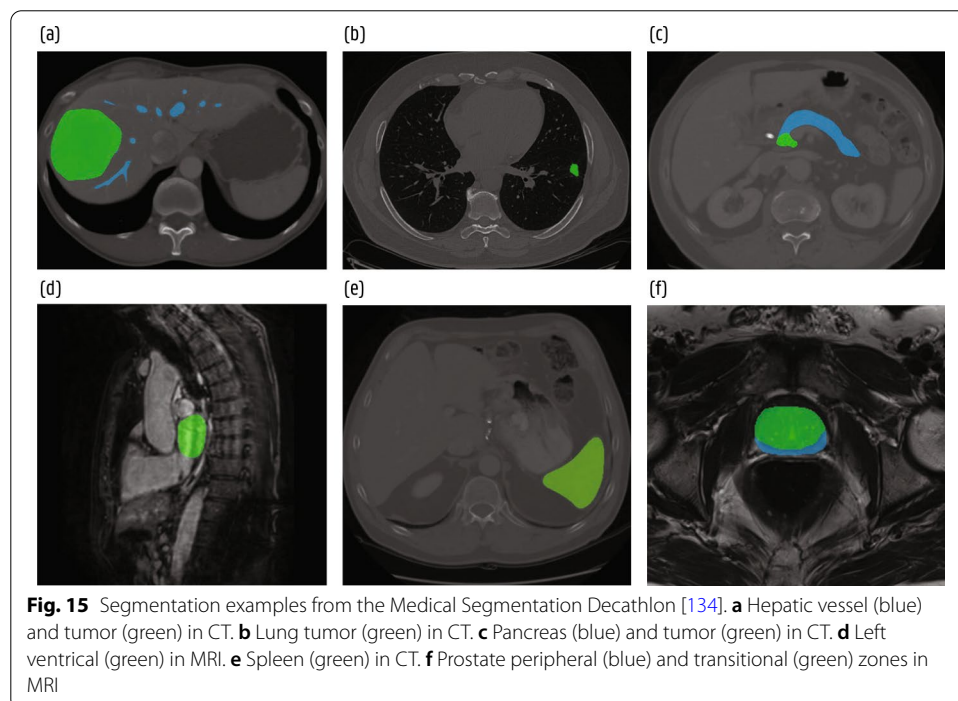 (a) (b) (c)
(d) (e) (f)
Fig. 15 Segmentation examples from the Medical Segmentation Decathlon [134]. a Hepatic vessel (blue)
and tumor (green) in CT. b Lung tumor (green) in CT. c Pancreas (blue) and tumor (green) in CT. d Left
ventrical (green) in MRI. e Spleen (green) in CT. f Prostate peripheral (blue) and transitional (green) zones in
MRI